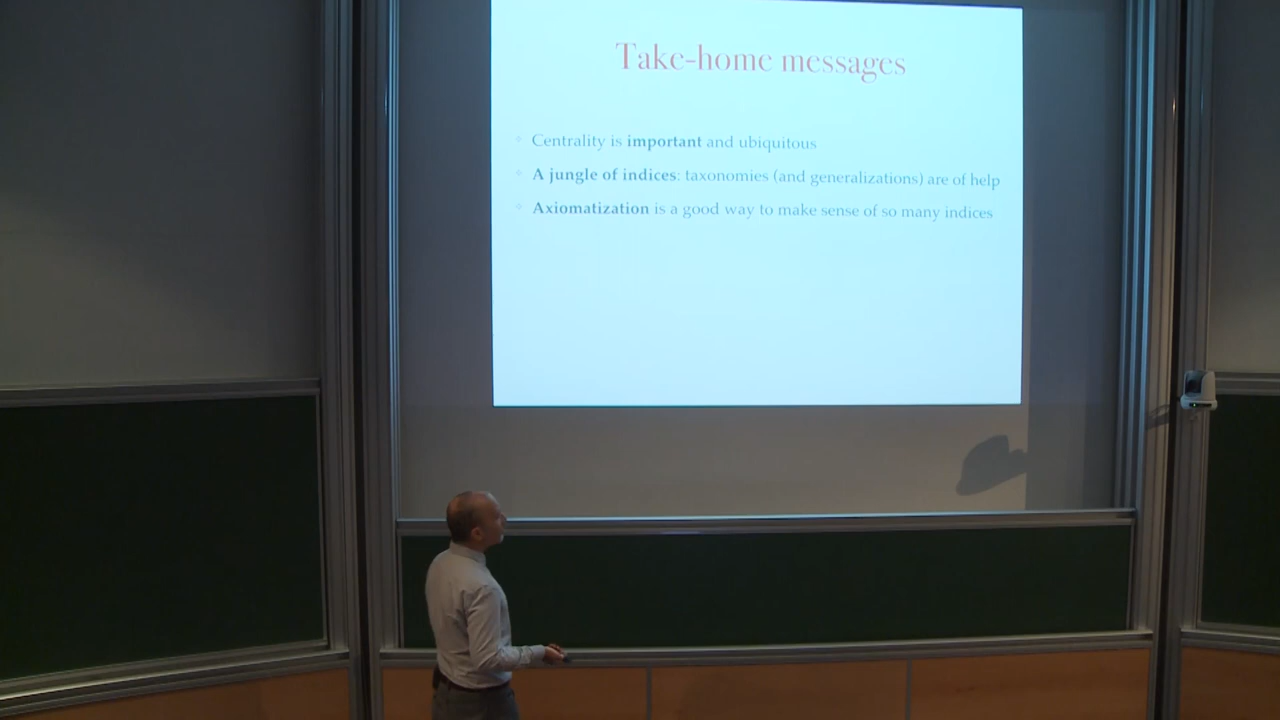 Take-home messages
Centrality is important and ubiquitous
A jungle of indices: taxonomies (and generalizations) are of help
Axiomatization is a good way to make sense of so many indices